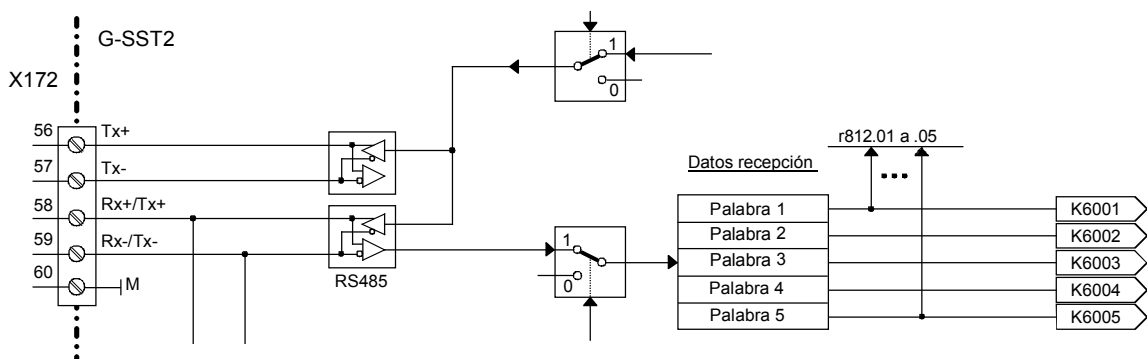 G-SST2
X172
56 Tx+
57 Tx-
58 Rx+/Tx+
59 Rx-/Tx-
60 M
RS485
1
0
1
0
Datos recepción
r812.01 a .05
Palabra 1 K6001
Palabra 2 K6002
Palabra 3 K6003
Palabra 4 K6004
Palabra 5 K6005